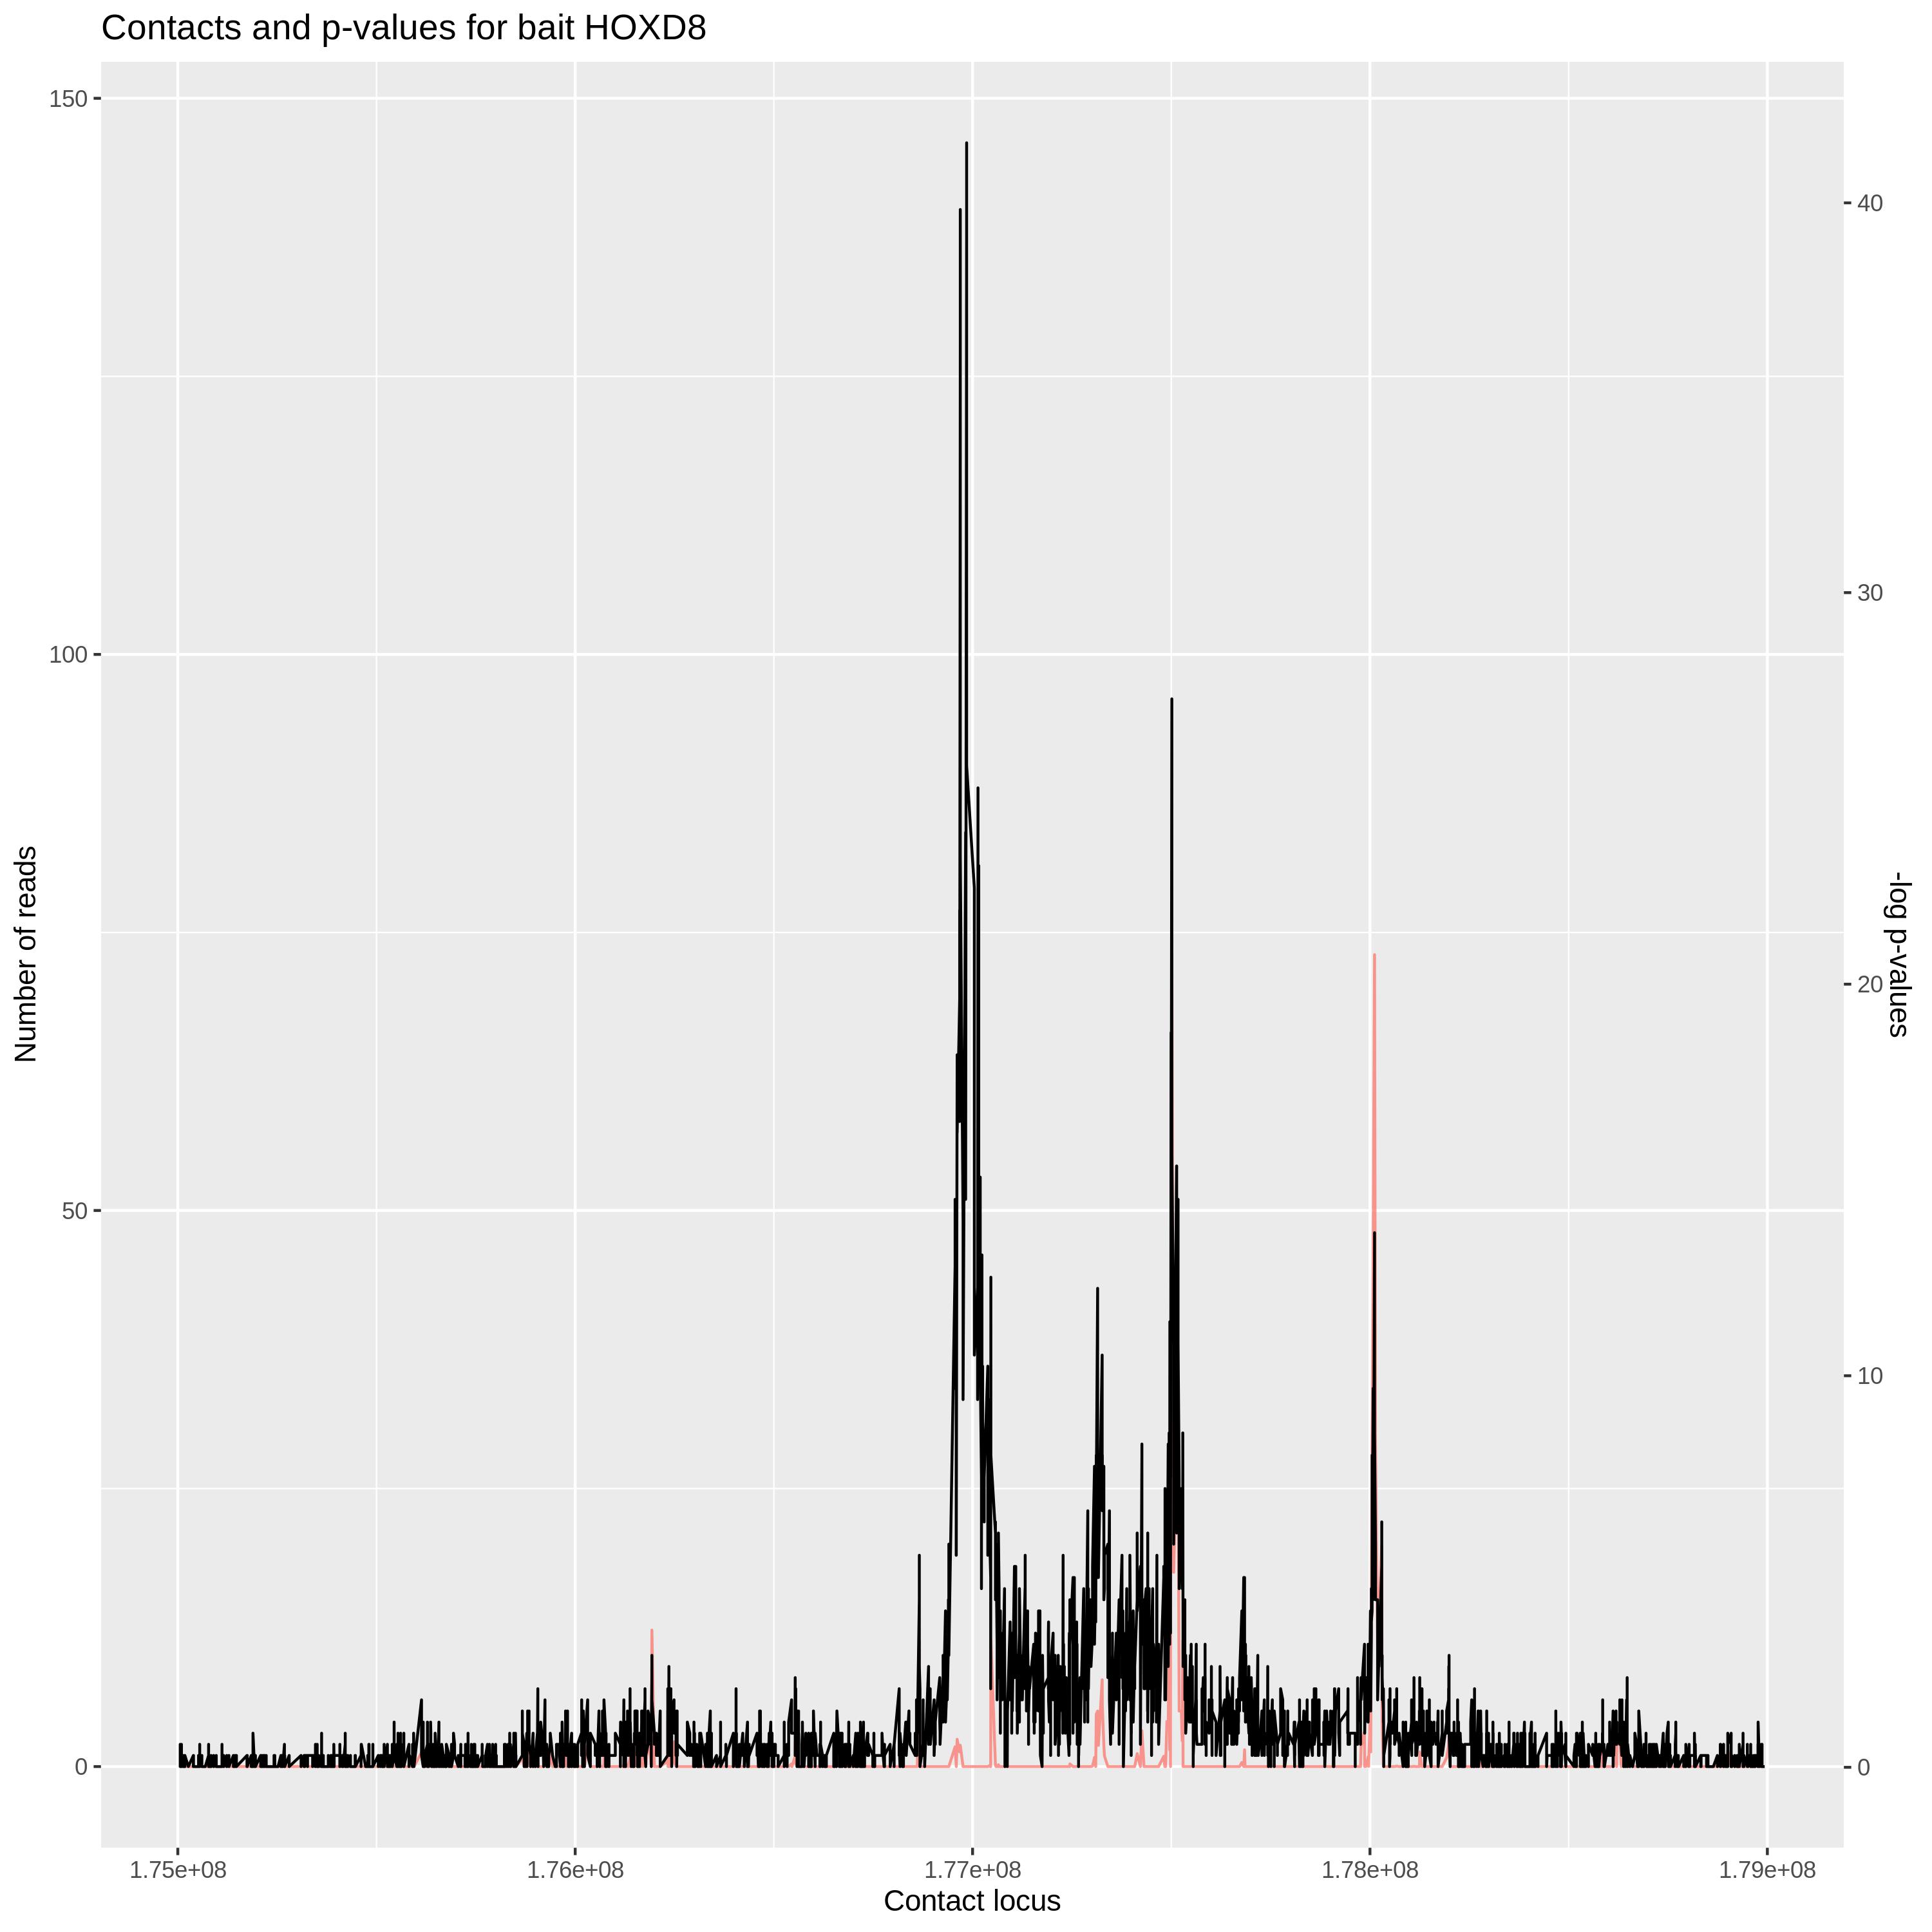 Contacts and p-values for bait HOXD8
150
100
50
0
Number of reads
40
30
20
10
0
-log p-values
1.75e+08 1.76e+08 1.77e+08 1.78e+08 1.79e+08
Contact locus